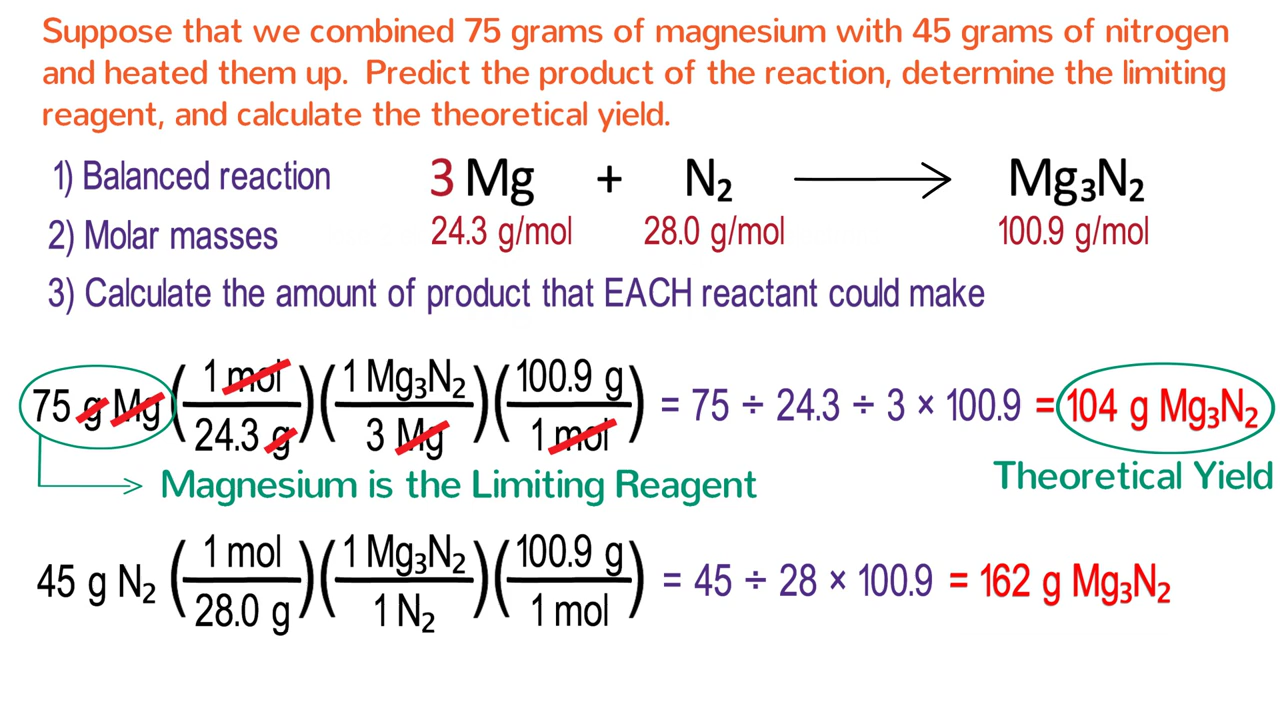 Suppose that we combined 75 grams of magnesium with 45 grams of nitrogen
and heated them up. Predict the product of the reaction, determine the limiting
reagent, and calculate the theoretical yield.
1) Balanced reaction 3 Mg + N₂ ⟶ Mg₃N₂
2) Molar masses 24.3 g/mol 28.0 g/mol 100.9 g/mol
3) Calculate the amount of product that EACH reactant could make
75 g Mg (1 mol / 24.3 g) (1 Mg₃N₂ / 3 Mg) (100.9 g / 1 mol) = 75 ÷ 24.3 ÷ 3 × 100.9 = 104 g Mg₃N₂
Magnesium is the Limiting Reagent Theoretical Yield
45 g N₂ (1 mol / 28.0 g) (1 Mg₃N₂ / 1 N₂) (100.9 g / 1 mol) = 45 ÷ 28 × 100.9 = 162 g Mg₃N₂